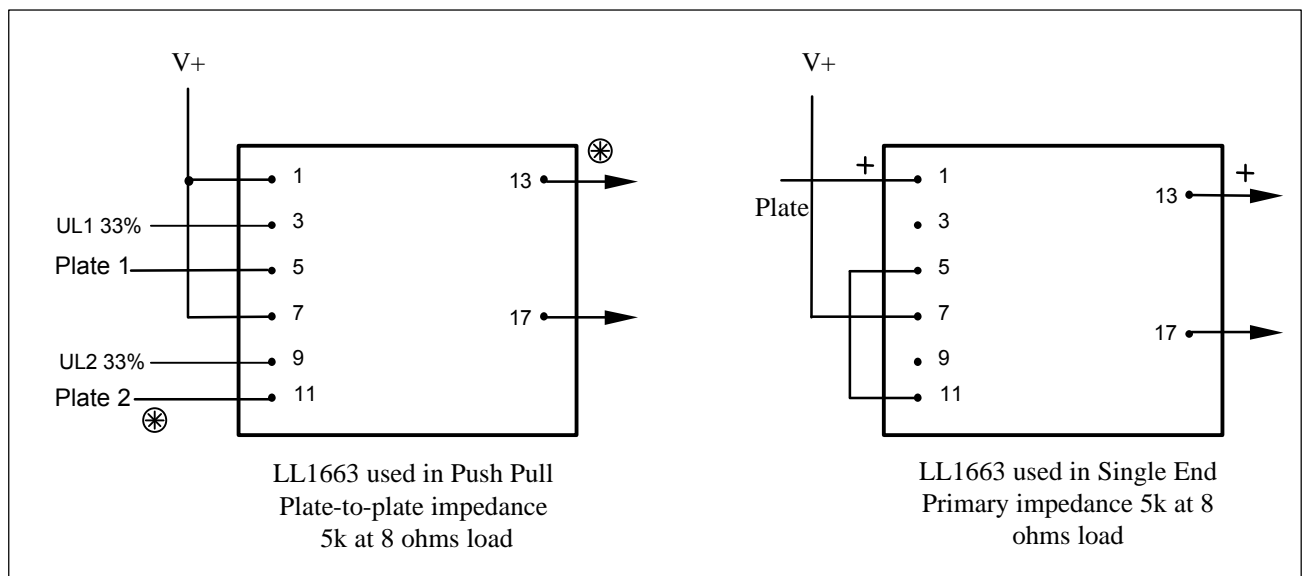 V+
1
3
5
7
9
11
13
17
UL1 33%
Plate 1
UL2 33%
Plate 2
LL1663 used in Push Pull
Plate-to-plate impedance
5k at 8 ohms load
V+
+
Plate
1
3
5
7
9
11
+
13
17
LL1663 used in Single End
Primary impedance 5k at 8
ohms load